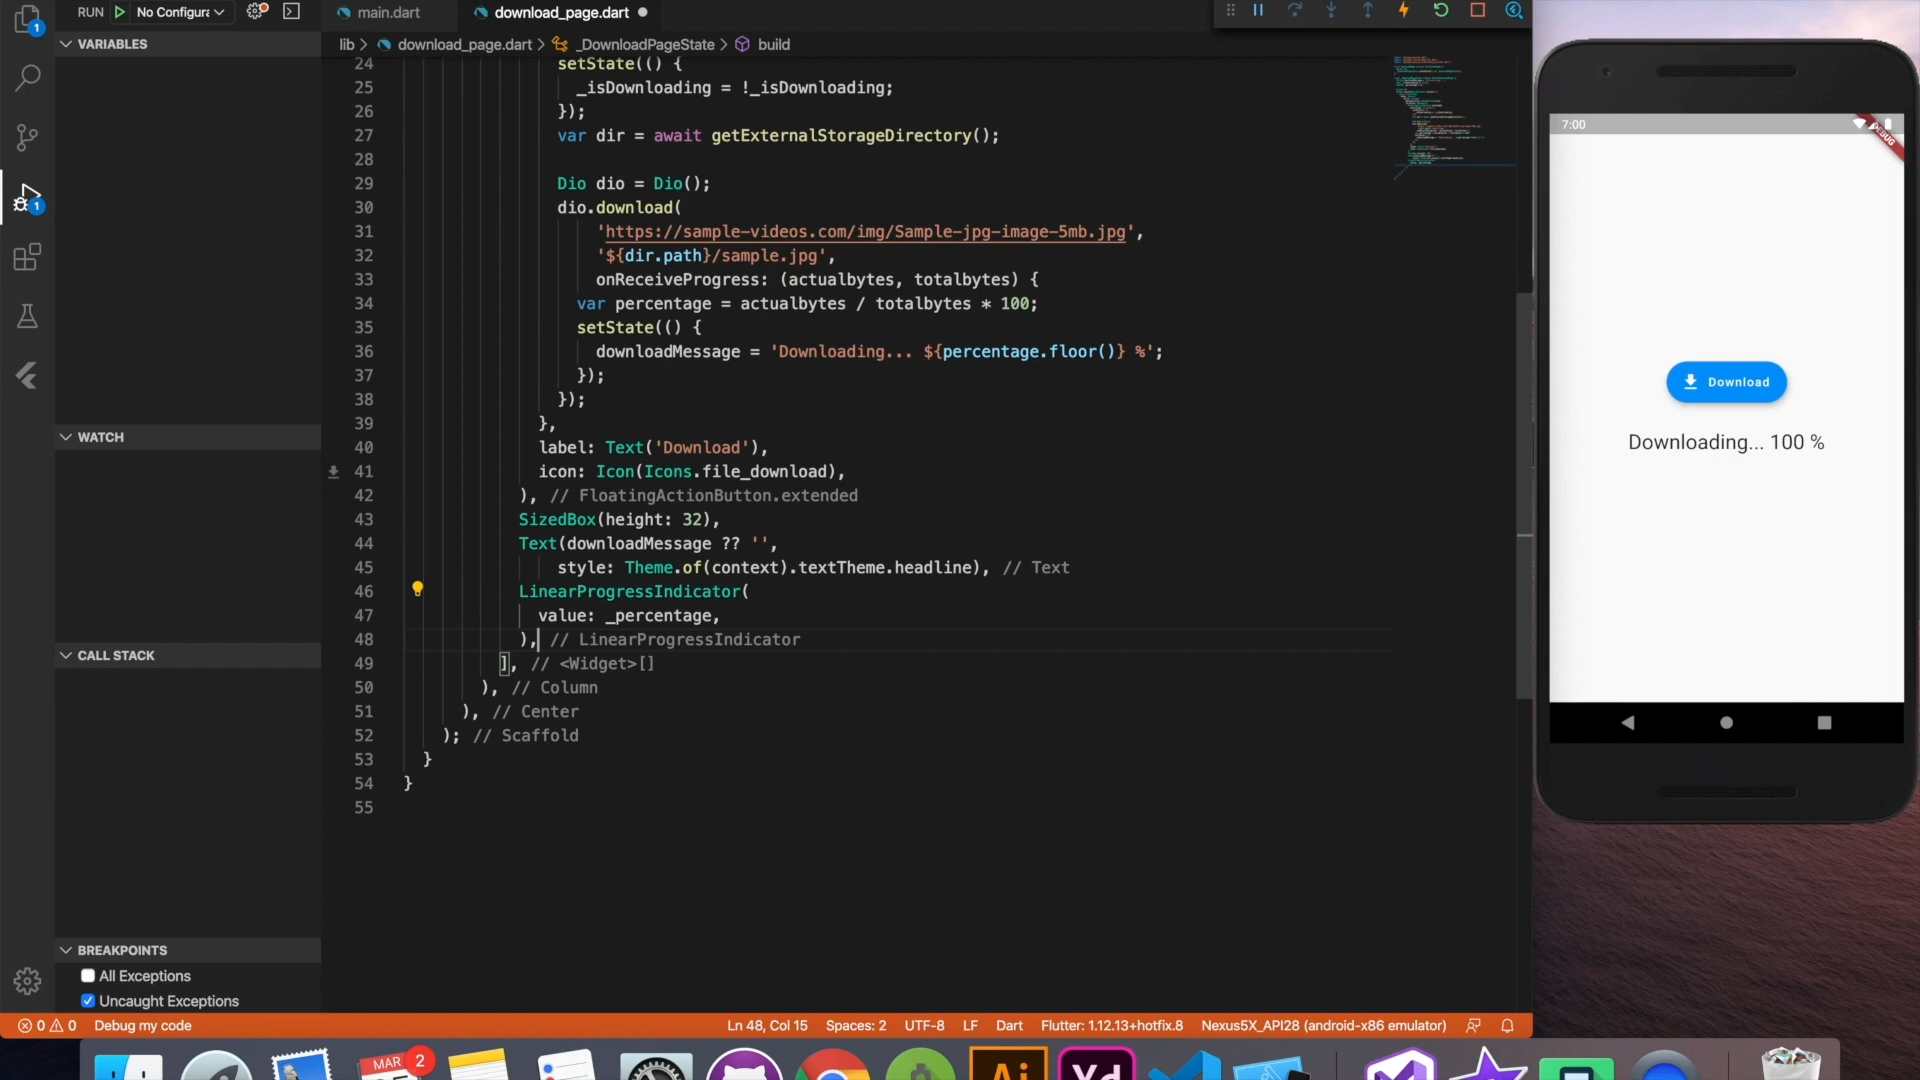 RUN No Configura
main.dart
download_page.dart
VARIABLES
lib > download_page.dart > _DownloadPageState > build
24 setState(() {
25 _isDownloading = !_isDownloading;
26 });
27 var dir = await getExternalStorageDirectory();
28
29 Dio dio = Dio();
30 dio.download(
31 'https://sample-videos.com/img/Sample-jpg-image-5mb.jpg',
32 '${dir.path}/sample.jpg',
33 onReceiveProgress: (actualbytes, totalbytes) {
34 var percentage = actualbytes / totalbytes * 100;
35 setState(() {
36 downloadMessage = 'Downloading... ${percentage.floor()} %';
37 });
38 });
39 },
40 label: Text('Download'),
41 icon: Icon(Icons.file_download),
42 ), // FloatingActionButton.extended
43 SizedBox(height: 32),
44 Text(downloadMessage ?? '',
45 style: Theme.of(context).textTheme.headline), // Text
46 LinearProgressIndicator(
47 value: _percentage,
48 ), // LinearProgressIndicator
49 ], // <Widget>[]
50 ), // Column
51 ), // Center
52 ); // Scaffold
53 }
54 }
55
WATCH
CALL STACK
BREAKPOINTS
All Exceptions
Uncaught Exceptions
1
1
7:00
DEBUG
Download
Downloading... 100 %
0 0 Debug my code
Ln 48, Col 15 Spaces: 2 UTF-8 LF Dart Flutter: 1.12.13+hotfix.8 Nexus5X_API28 (android-x86 emulator)
MAR 2
Ai
Xd